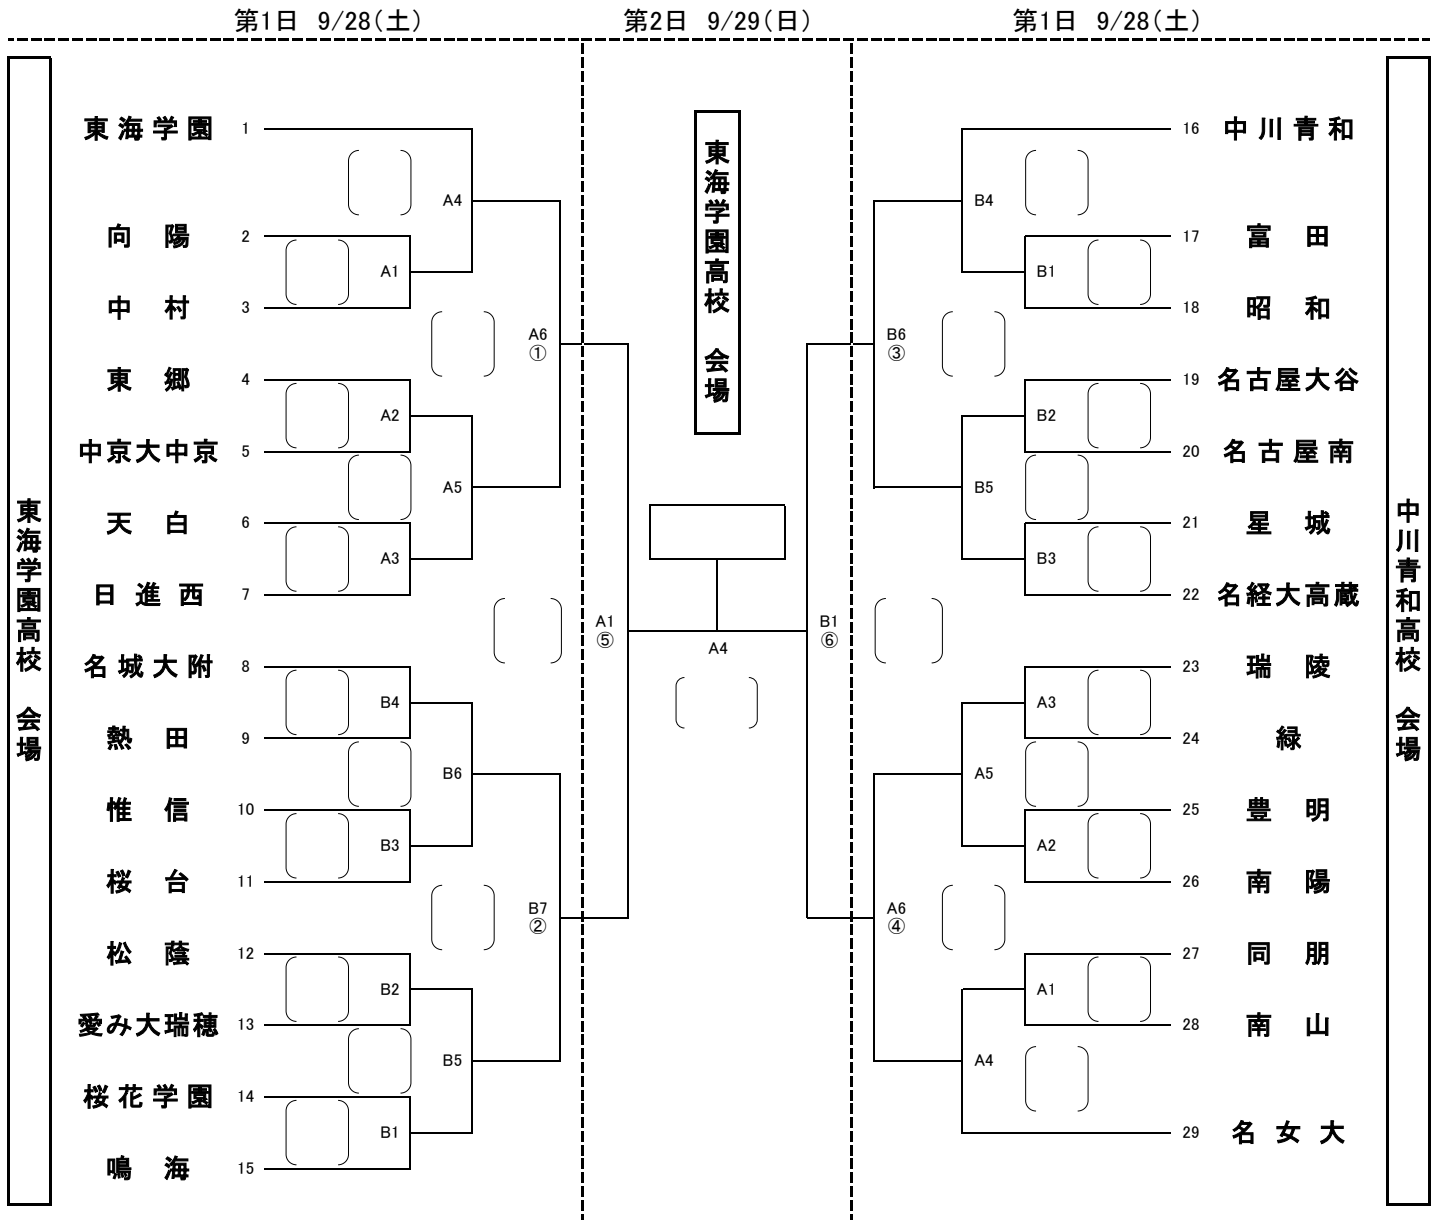 第1日 9/28(土)
第2日 9/29(日)
第1日 9/28(土)
東海学園高校 会場
東海学園 1
向陽 2
中村 3
東郷 4
中京大中京 5
天白 6
日進西 7
名城大附 8
熱田 9
惟信 10
桜台 11
松蔭 12
愛み大瑞穂 13
桜花学園 14
鳴海 15
A4
A1
A2
A5
A3
B4
B6
B3
B2
B5
B1
A6
①
B7
②
東海学園高校 会場
A1
⑤
A4
B1
⑥
B6
③
A6
④
B4
B1
B2
B5
B3
A3
A5
A2
A1
A4
16 中川青和
17 富田
18 昭和
19 名古屋大谷
20 名古屋南
21 星城
22 名経大高蔵
23 瑞陵
24 緑
25 豊明
26 南陽
27 同朋
28 南山
29 名女大
中川青和高校 会場